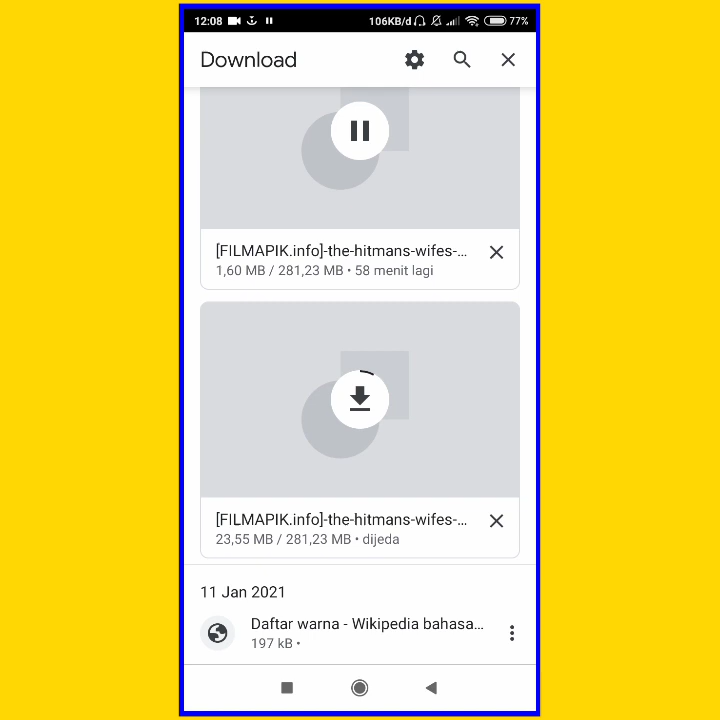 12:08 106KB/d 77%
Download
[FILMAPIK.info]-the-hitmans-wifes-...
1,60 MB / 281,23 MB • 58 menit lagi
[FILMAPIK.info]-the-hitmans-wifes-...
23,55 MB / 281,23 MB • dijeda
11 Jan 2021
Daftar warna - Wikipedia bahasa...
197 kB •